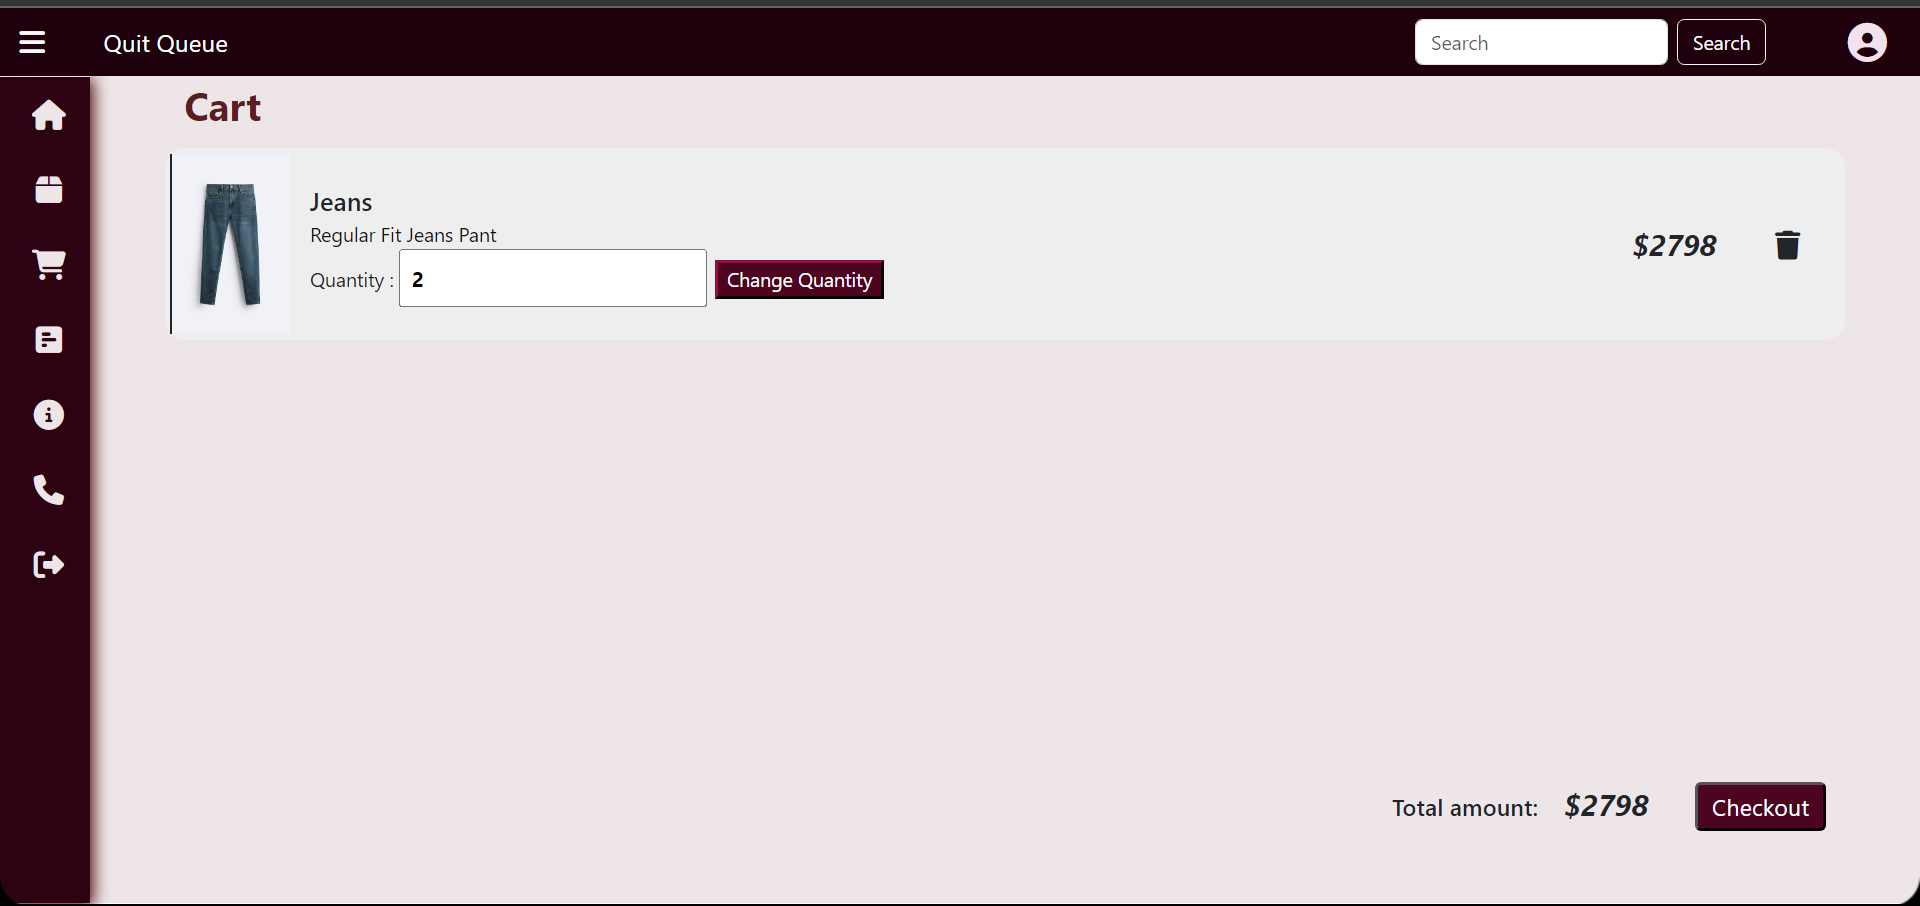 Quit Queue
Search
Search
Cart
Jeans
Regular Fit Jeans Pant
Quantity : 2 Change Quantity
$2798
Total amount: $2798 Checkout